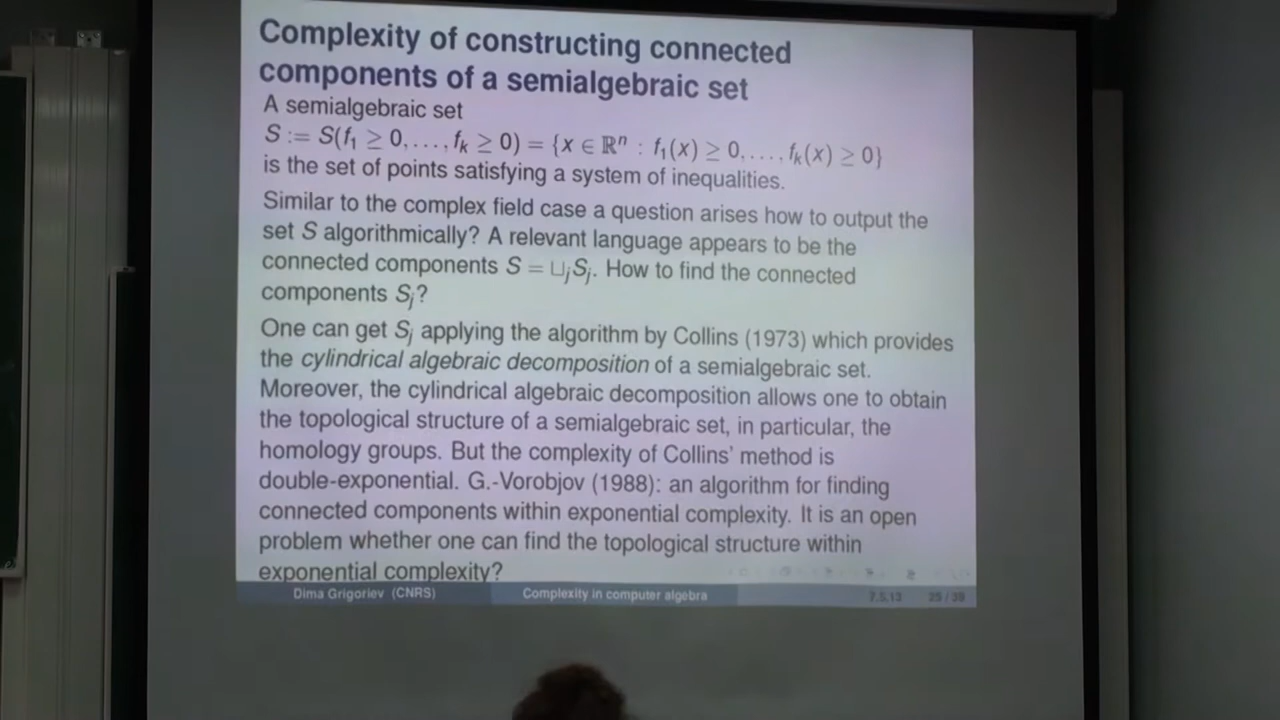 Complexity of constructing connected
components of a semialgebraic set
A semialgebraic set
S := S(f₁ ≥ 0, . . . , fₖ ≥ 0) = {x ∈ ℝⁿ : f₁(x) ≥ 0, . . . , fₖ(x) ≥ 0}
is the set of points satisfying a system of inequalities.
Similar to the complex field case a question arises how to output the
set S algorithmically? A relevant language appears to be the
connected components S = ⊔ⱼSⱼ. How to find the connected
components Sⱼ?
One can get Sⱼ applying the algorithm by Collins (1973) which provides
the cylindrical algebraic decomposition of a semialgebraic set.
Moreover, the cylindrical algebraic decomposition allows one to obtain
the topological structure of a semialgebraic set, in particular, the
homology groups. But the complexity of Collins' method is
double-exponential. G.-Vorobjov (1988): an algorithm for finding
connected components within exponential complexity. It is an open
problem whether one can find the topological structure within
exponential complexity?
Dima Grigoriev (CNRS) Complexity in computer algebra 7.5.13 25 / 39